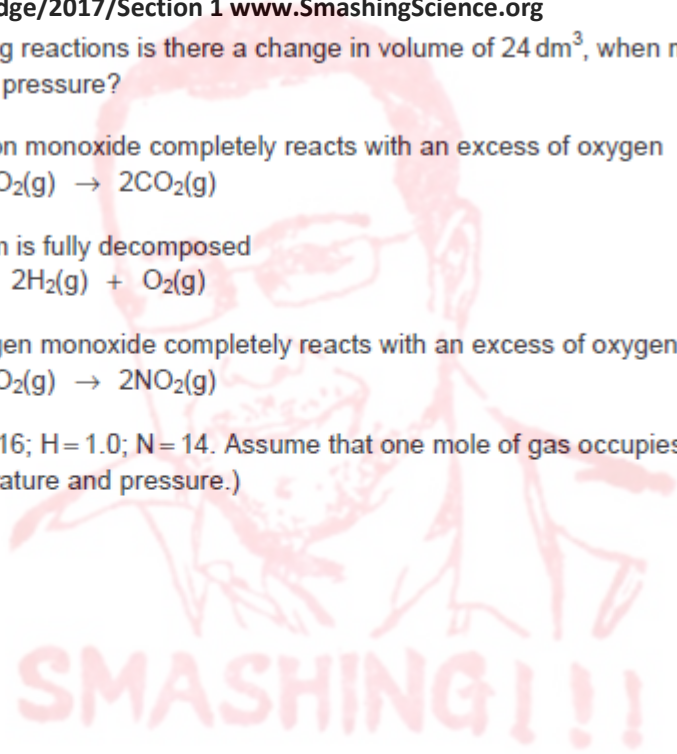 dge/2017/Section 1 www.SmashingScience.org
g reactions is there a change in volume of 24 dm³, when
pressure?
on monoxide completely reacts with an excess of oxygen
O₂(g) → 2CO₂(g)
is fully decomposed
2H₂(g) + O₂(g)
gen monoxide completely reacts with an excess of oxygen
O₂(g) → 2NO₂(g)
16; H = 1.0; N = 14. Assume that one mole of gas occupies
ature and pressure.)
SMASHING!!!